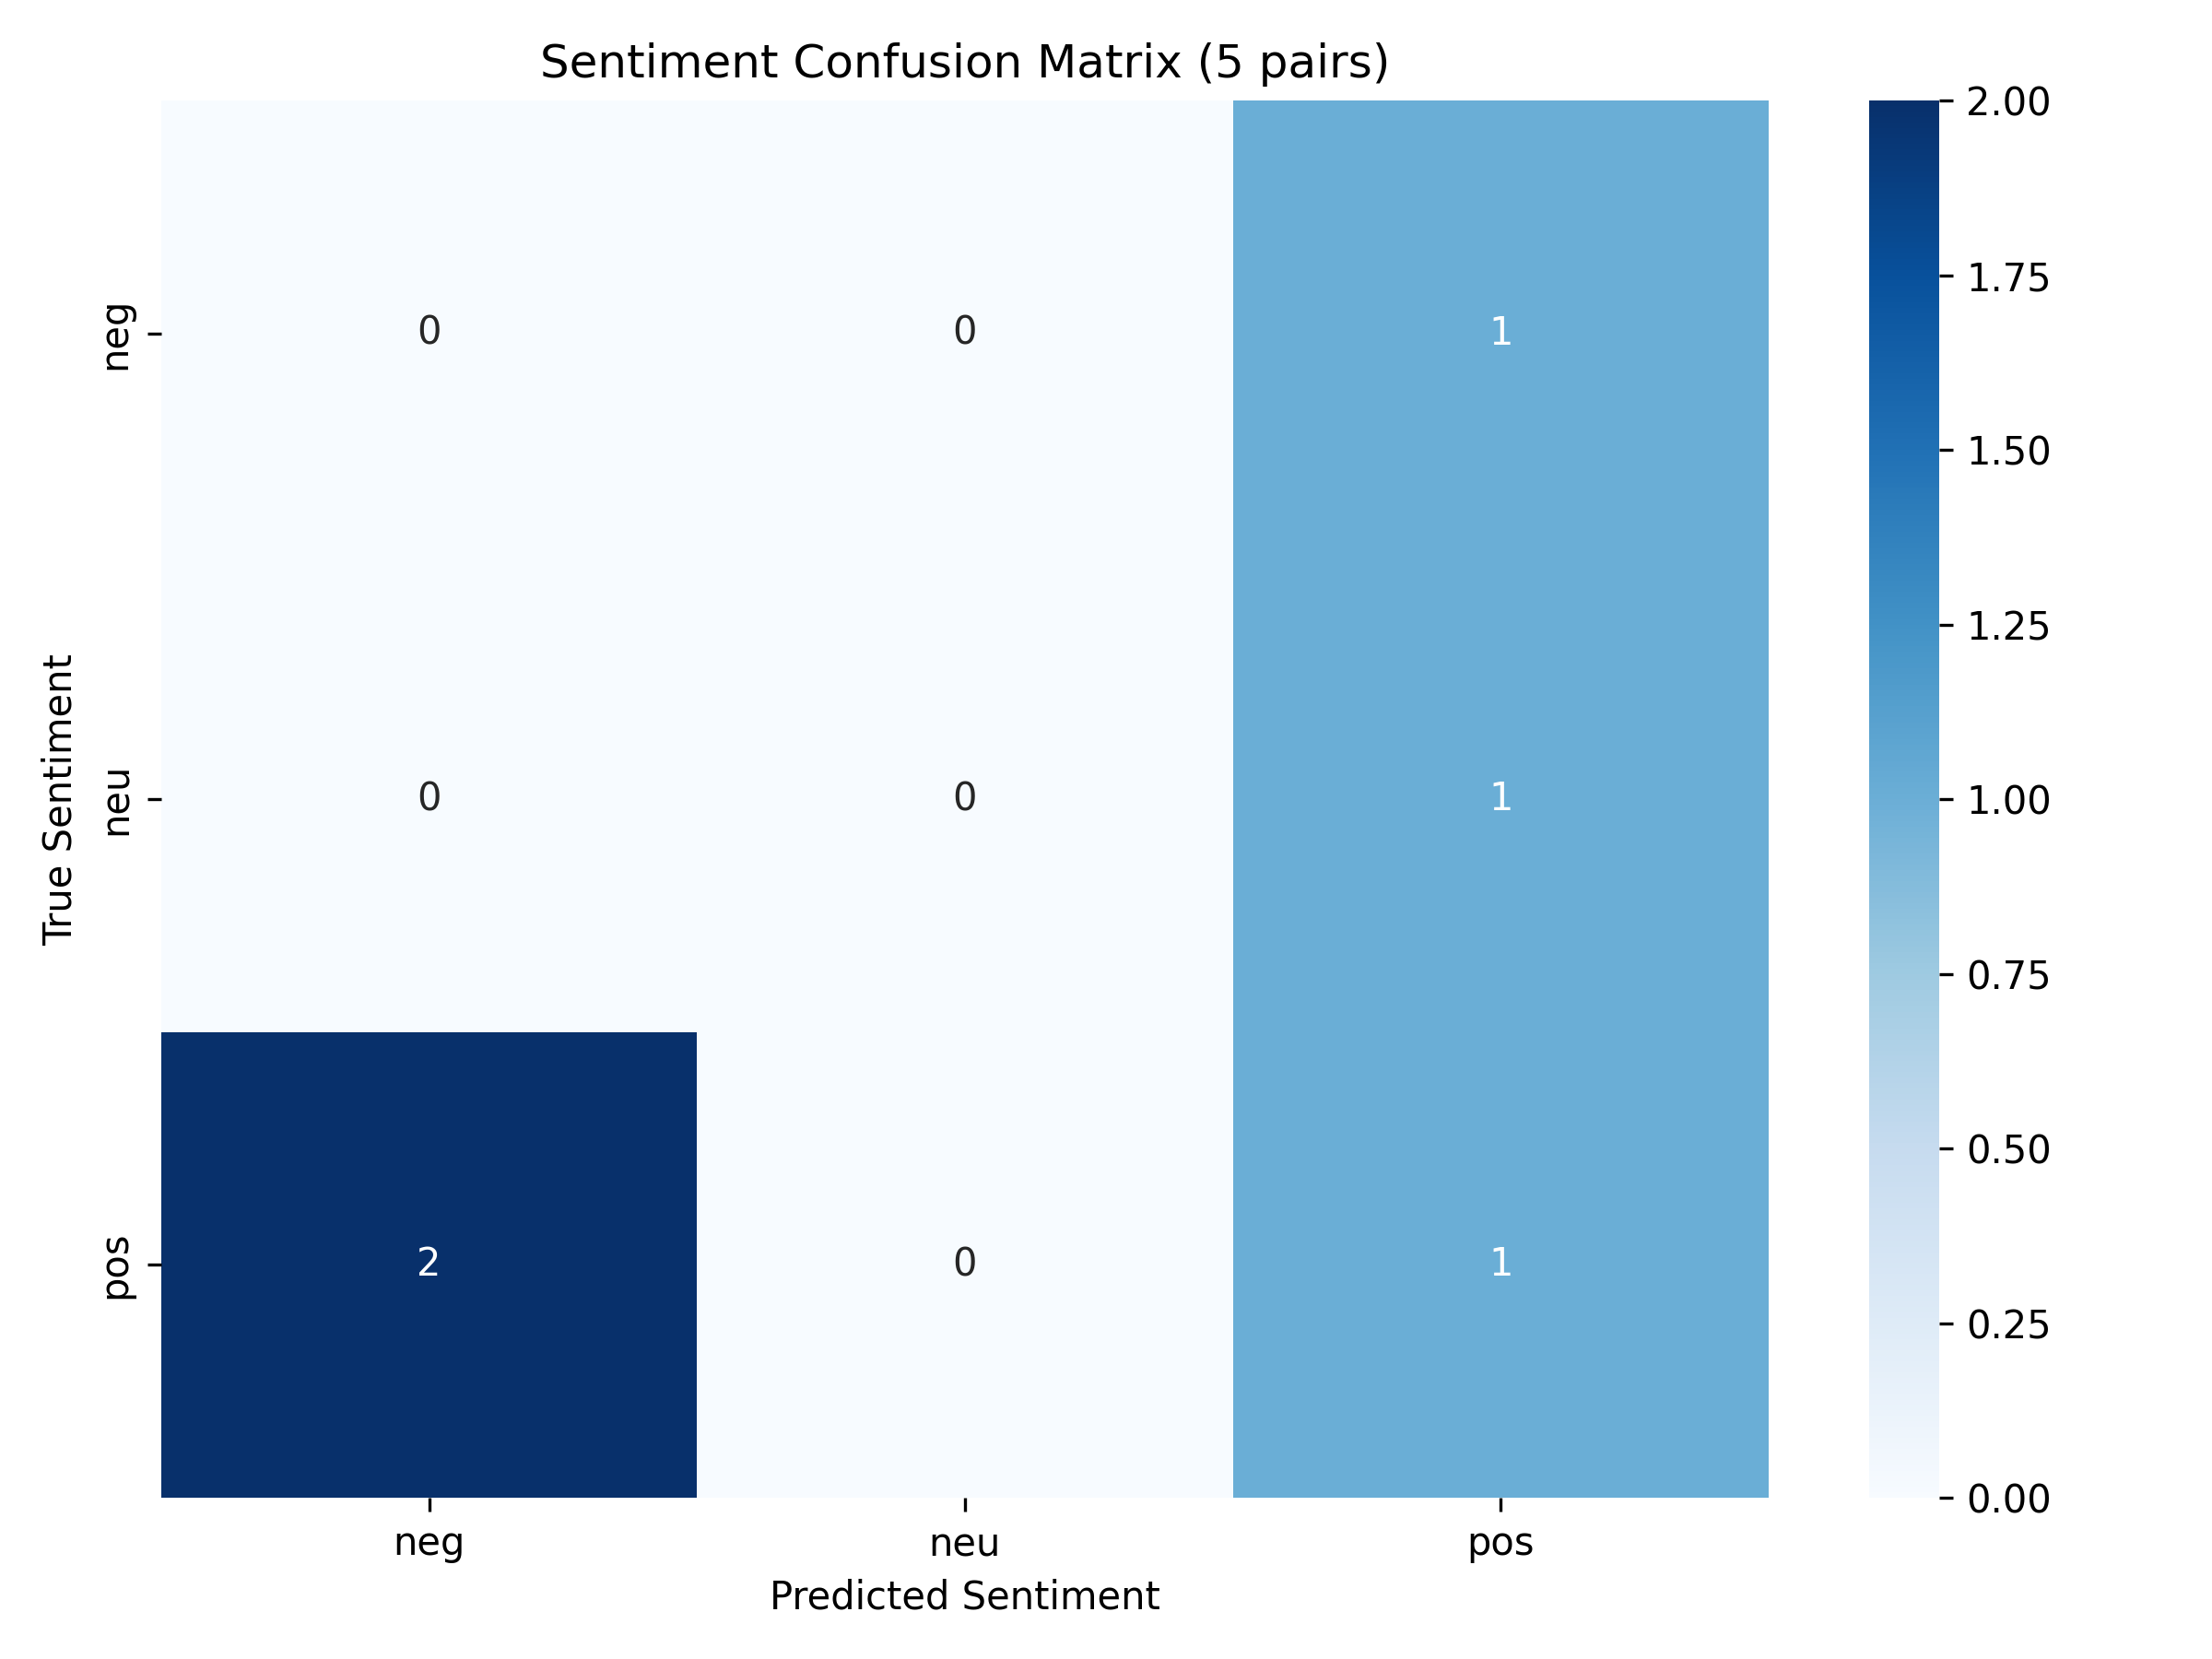 Sentiment Confusion Matrix (5 pairs)
True Sentiment
neg
0 0 1
neu
0 0 1
pos
2 0 1
neg neu pos
Predicted Sentiment
2.00
1.75
1.50
1.25
1.00
0.75
0.50
0.25
0.00